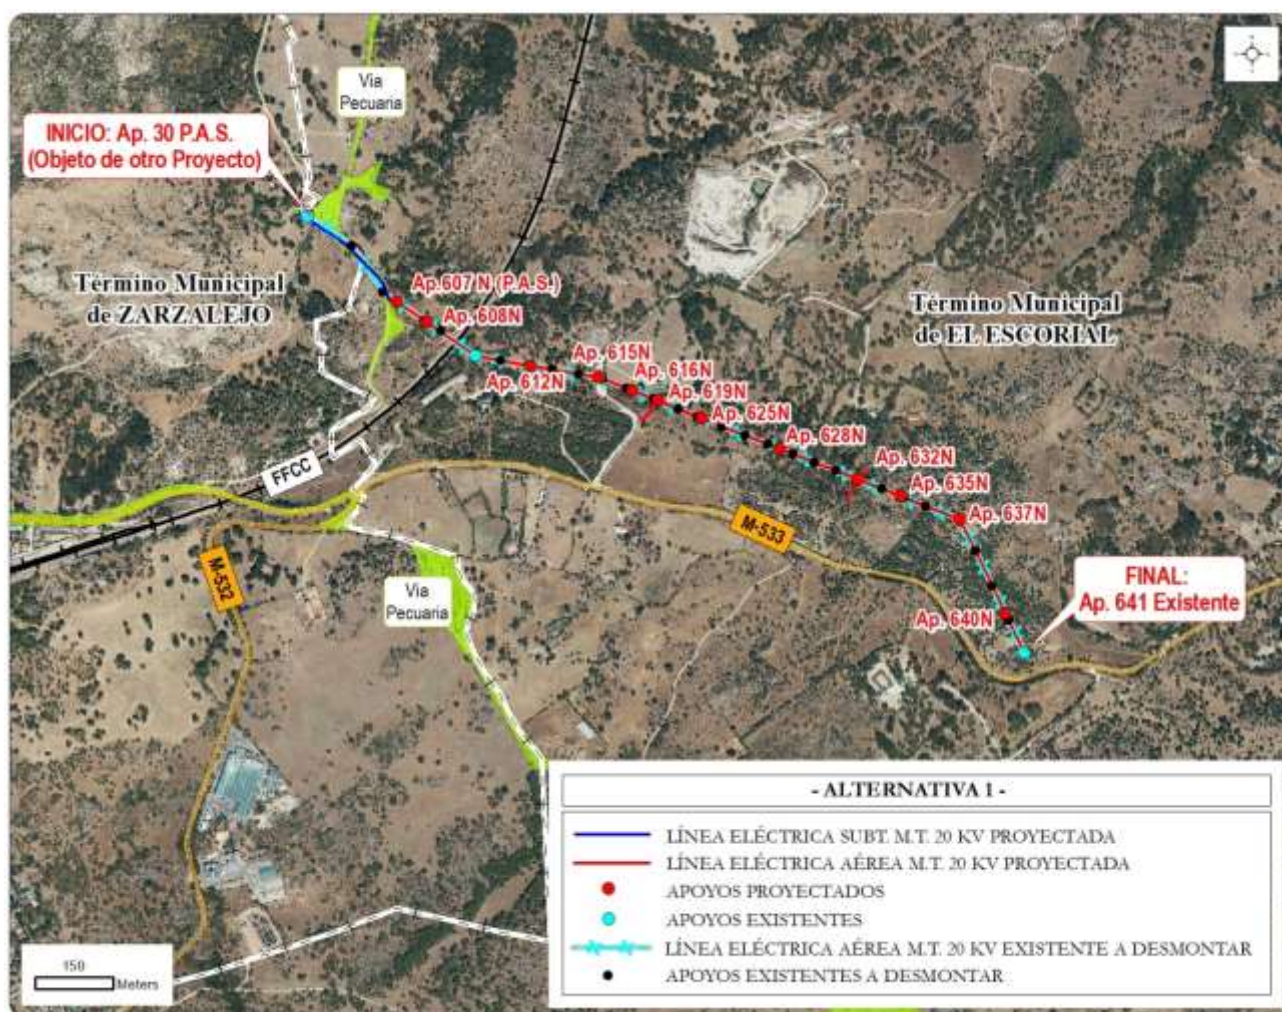 Via
Pecuaria
INICIO: Ap. 30 P.A.S.
(Objeto de otro Proyecto)
Término Municipal
de ZARZALEJO
Ap.607 N (P.A.S.)
Ap. 608N
Término Municipal
de EL ESCORIAL
Ap. 612N
Ap. 615N
Ap. 616N
Ap. 619N
Ap. 625N
Ap. 628N
Ap. 632N
Ap. 635N
Ap. 637N
FFCC
M-533
M-532
Via
Pecuaria
FINAL:
Ap. 641 Existente
Ap. 640N
- ALTERNATIVA 1 -
LÍNEA ELÉCTRICA SUBT. M.T. 20 KV PROYECTADA
LÍNEA ELÉCTRICA AÉREA M.T. 20 KV PROYECTADA
APOYOS PROYECTADOS
APOYOS EXISTENTES
LÍNEA ELÉCTRICA AÉREA M.T. 20 KV EXISTENTE A DESMONTAR
APOYOS EXISTENTES A DESMONTAR
150
Meters